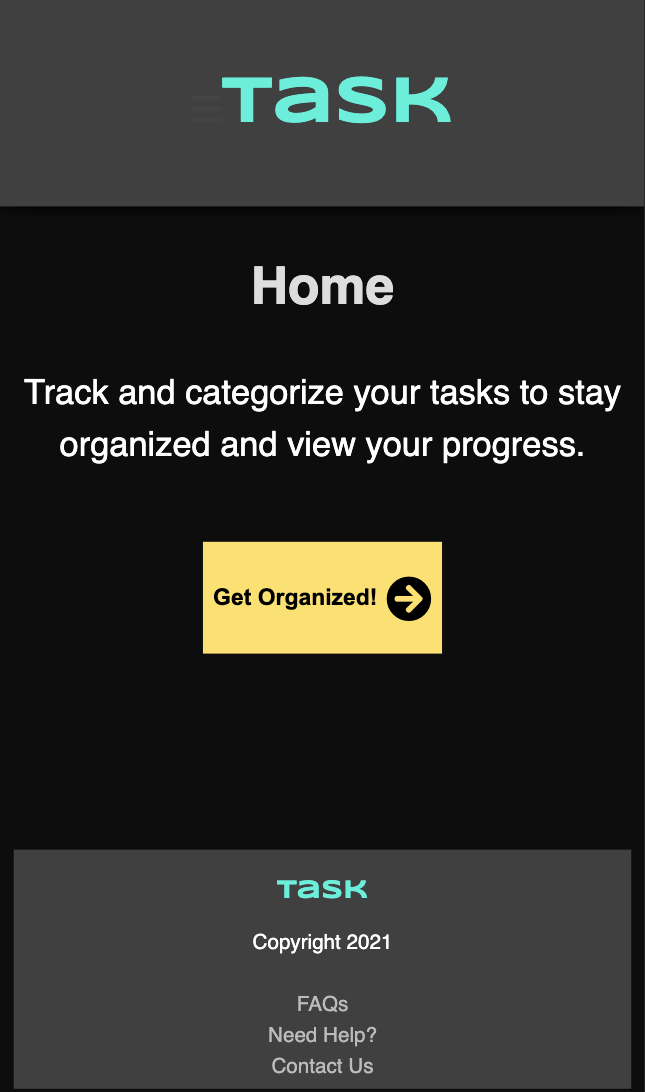 Task
Home
Track and categorize your tasks to stay
organized and view your progress.
Get Organized!
Task
Copyright 2021
FAQs
Need Help?
Contact Us